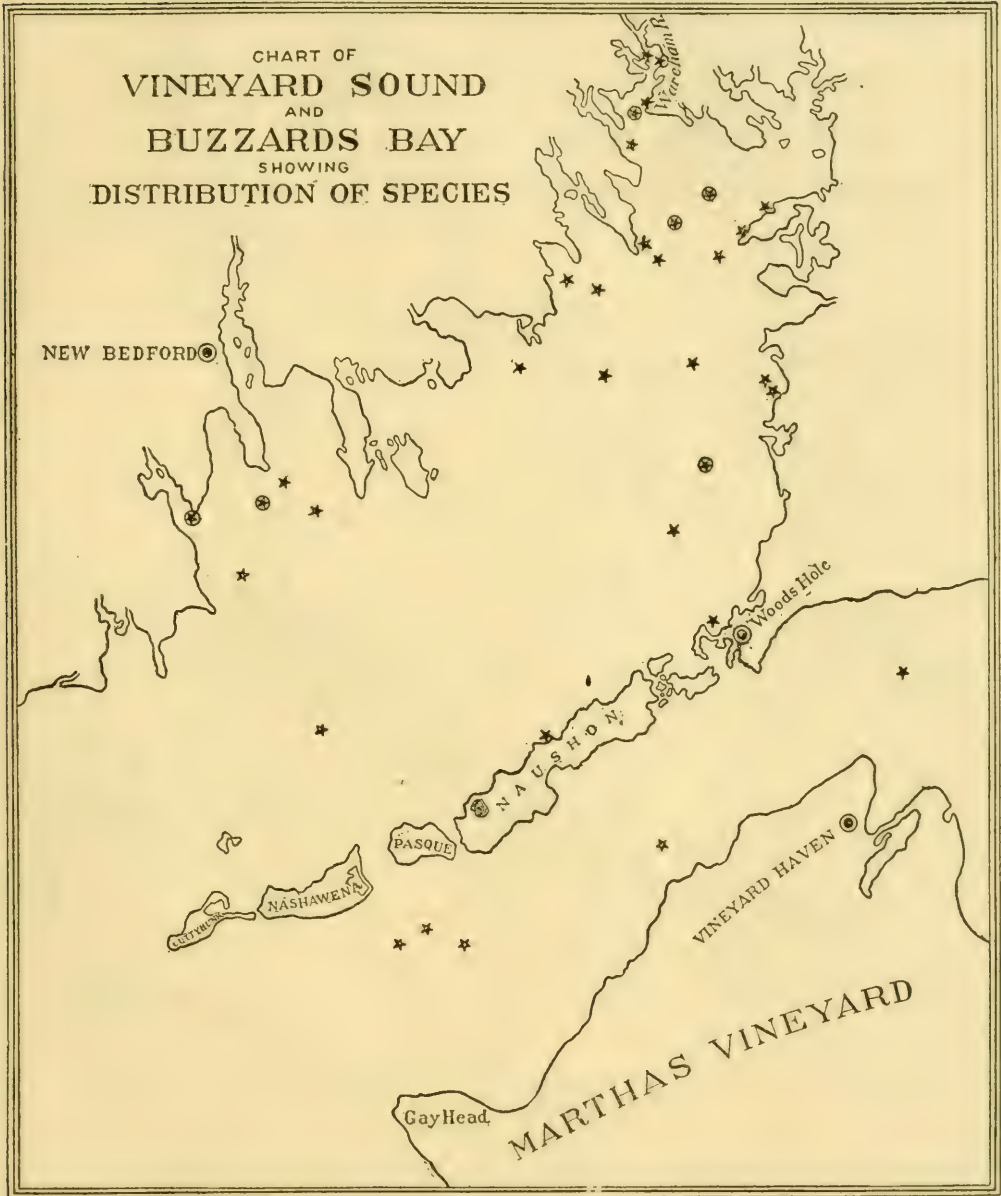 CHART OF
VINEYARD SOUND
AND
BUZZARDS BAY
SHOWING
DISTRIBUTION OF SPECIES
Wareham R.
NEW BEDFORD
Woods Hole
NAUSHON
PASQUE
NASHAWENA
CUTTYHUNK
VINEYARD HAVEN
MARTHAS VINEYARD
Gay Head